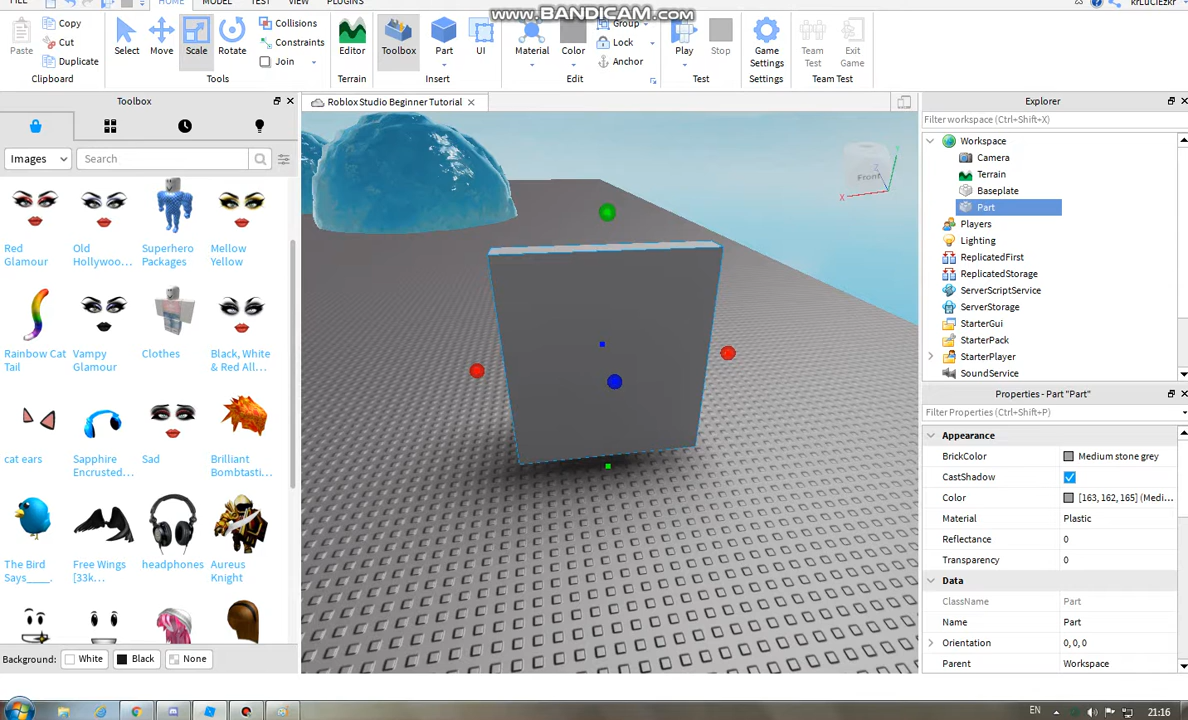 FILE
HOME
MODEL
TEST
VIEW
PLUGINS
www.BANDICAM.com
krLUCIEzkr
Paste
Copy
Cut
Duplicate
Clipboard
Select
Move
Scale
Rotate
Collisions
Constraints
Join
Tools
Editor
Terrain
Toolbox
Part
UI
Insert
Material
Color
Group
Lock
Anchor
Edit
Play
Stop
Test
Game
Settings
Settings
Team
Test
Exit
Game
Team Test
Toolbox
Images
Search
Red
Glamour
Old
Hollywoo...
Superhero
Packages
Mellow
Yellow
Rainbow Cat
Tail
Vampy
Glamour
Clothes
Black, White
& Red All...
cat ears
Sapphire
Encrusted...
Sad
Brilliant
Bombtasti...
The Bird
Says____.
Free Wings
[33k...
headphones
Aureus
Knight
Background:
White
Black
None
Roblox Studio Beginner Tutorial
Front
X
Y
Z
Explorer
Filter workspace (Ctrl+Shift+X)
Workspace
Camera
Terrain
Baseplate
Part
Players
Lighting
ReplicatedFirst
ReplicatedStorage
ServerScriptService
ServerStorage
StarterGui
StarterPack
StarterPlayer
SoundService
Properties - Part "Part"
Filter Properties (Ctrl+Shift+P)
Appearance
BrickColor Medium stone grey
CastShadow
Color [163, 162, 165] (Medi...
Material Plastic
Reflectance 0
Transparency 0
Data
ClassName Part
Name Part
Orientation 0, 0, 0
Parent Workspace
EN
21:16